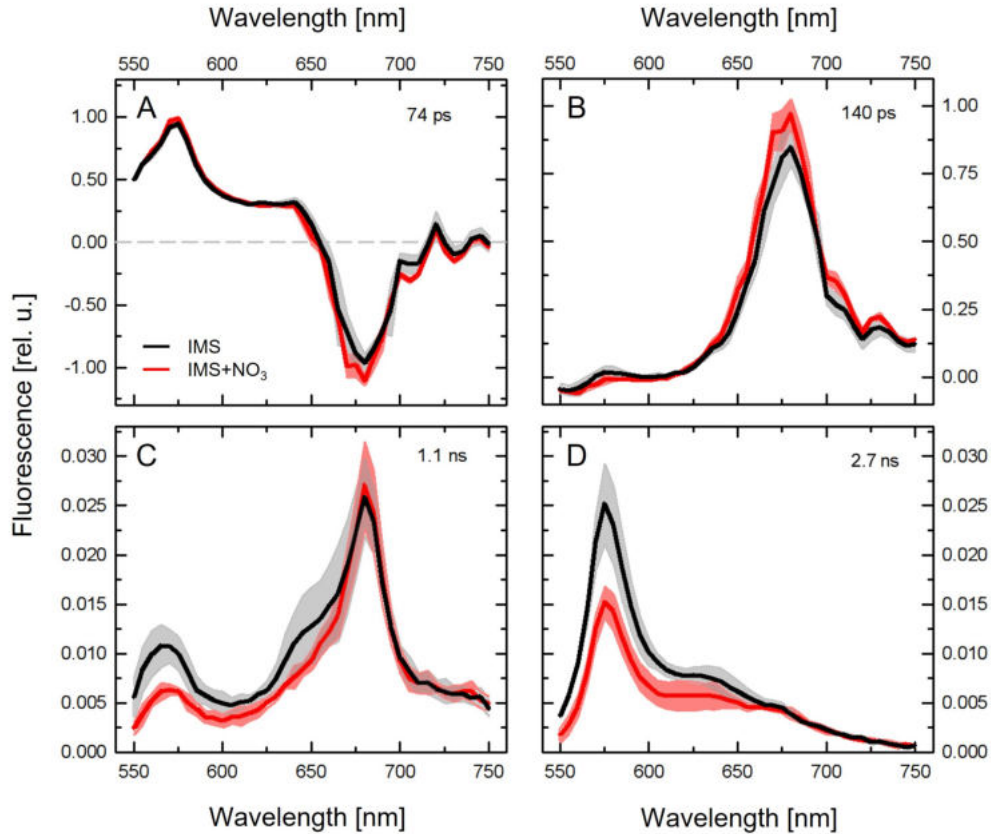 Wavelength [nm] Wavelength [nm]
550 600 650 700 750 550 600 650 700 750
A 74 ps B 140 ps
1.00 1.00
0.50 0.75
0.00 0.50
-0.50 0.25
-1.00 0.00
IMS
IMS+NO₃
Fluorescence [rel. u.]
C 1.1 ns D 2.7 ns
0.030 0.030
0.025 0.025
0.020 0.020
0.015 0.015
0.010 0.010
0.005 0.005
0.000 0.000
550 600 650 700 750 550 600 650 700 750
Wavelength [nm] Wavelength [nm]